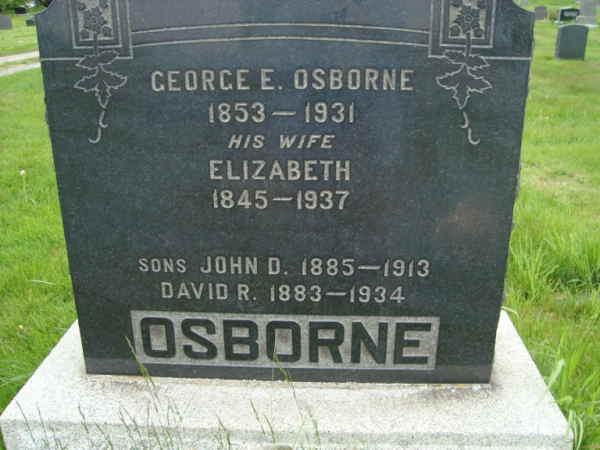 GEORGE E. OSBORNE
1853 — 1931
HIS WIFE
ELIZABETH
1845 — 1937
SONS JOHN D. 1885 — 1913
DAVID R. 1883 — 1934
OSBORNE